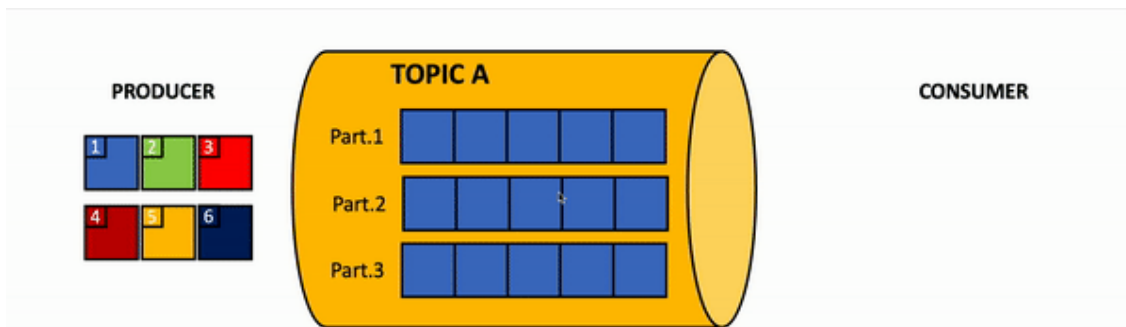 TOPIC A
PRODUCER
CONSUMER
1 2 3
4 5 6
Part.1
Part.2
Part.3